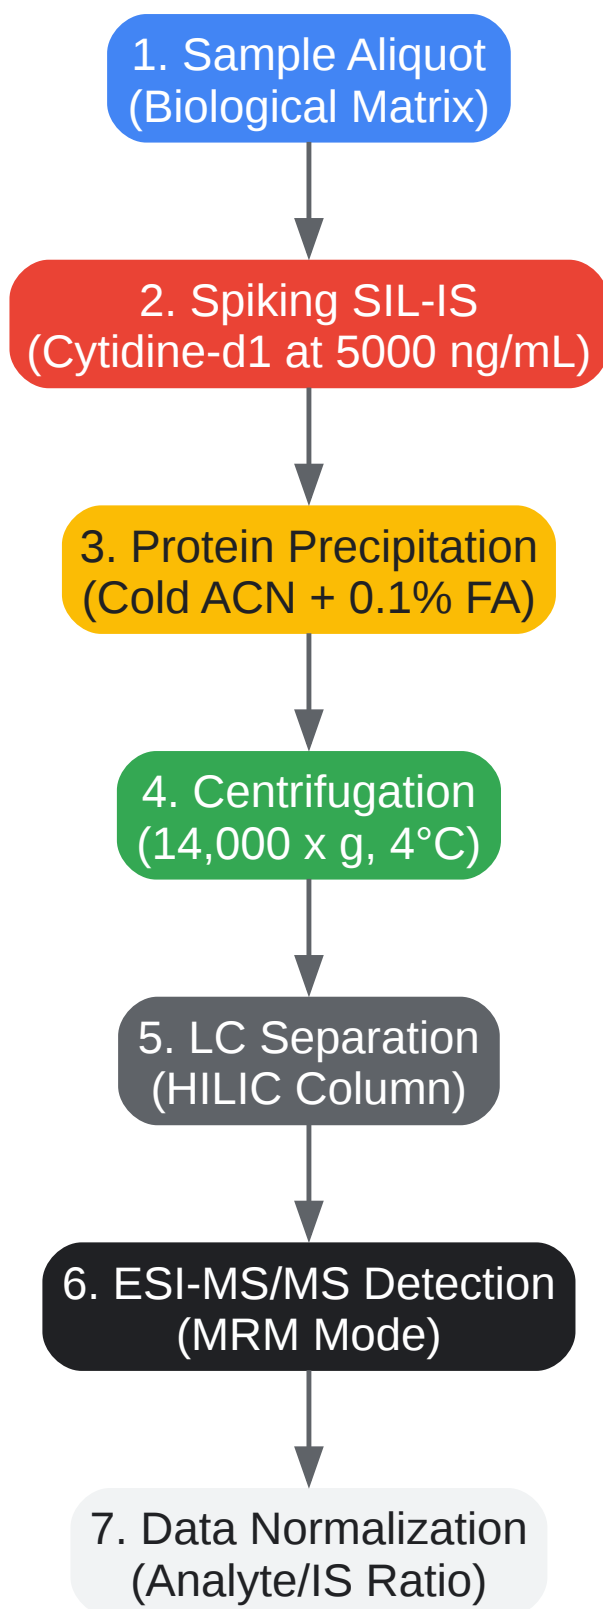 1. Sample Aliquot
(Biological Matrix)
2. Spiking SIL-IS
(Cytidine-d1 at 5000 ng/mL)
3. Protein Precipitation
(Cold ACN + 0.1% FA)
4. Centrifugation
(14,000 x g, 4°C)
5. LC Separation
(HILIC Column)
6. ESI-MS/MS Detection
(MRM Mode)
7. Data Normalization
(Analyte/IS Ratio)